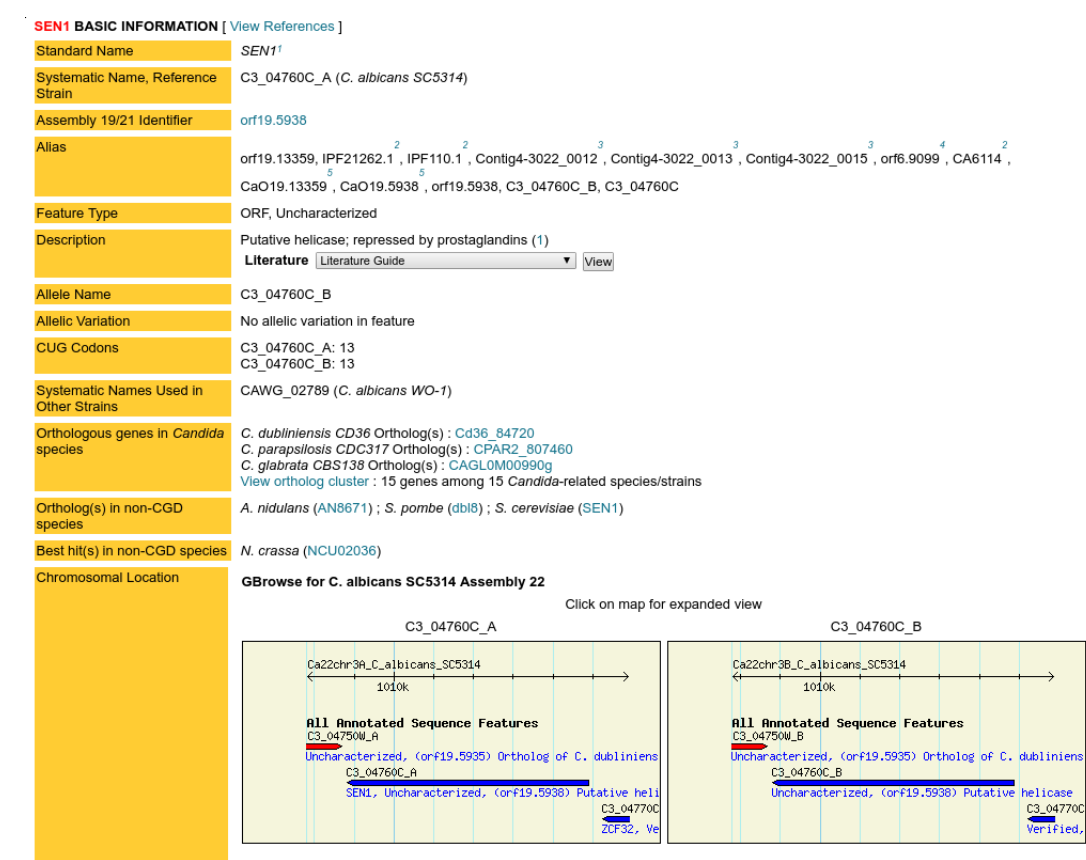 SEN1 BASIC INFORMATION [ View References ]
Standard Name SEN1¹
Systematic Name, Reference Strain C3_04760C_A (C. albicans SC5314)
Assembly 19/21 Identifier orf19.5938
Alias orf19.13359, IPF21262.1 ², IPF110.1 ², Contig4-3022_0012 ³, Contig4-3022_0013 ³, Contig4-3022_0015 ³, orf6.9099 ⁴, CA6114 ²,
CaO19.13359 ⁵, CaO19.5938 ⁵, orf19.5938, C3_04760C_B, C3_04760C
Feature Type ORF, Uncharacterized
Description Putative helicase; repressed by prostaglandins (1)
Literature Literature Guide ▼ View
Allele Name C3_04760C_B
Allelic Variation No allelic variation in feature
CUG Codons C3_04760C_A: 13
C3_04760C_B: 13
Systematic Names Used in Other Strains CAWG_02789 (C. albicans WO-1)
Orthologous genes in Candida species C. dubliniensis CD36 Ortholog(s) : Cd36_84720
C. parapsilosis CDC317 Ortholog(s) : CPAR2_807460
C. glabrata CBS138 Ortholog(s) : CAGL0M00990g
View ortholog cluster : 15 genes among 15 Candida-related species/strains
Ortholog(s) in non-CGD species A. nidulans (AN8671) ; S. pombe (dbl8) ; S. cerevisiae (SEN1)
Best hit(s) in non-CGD species N. crassa (NCU02036)
Chromosomal Location GBrowse for C. albicans SC5314 Assembly 22
Click on map for expanded view
C3_04760C_A
Ca22chr3A_C_albicans_SC5314
1010k
All Annotated Sequence Features
C3_04750W_A
Uncharacterized, (orf19.5935) Ortholog of C. dubliniens
C3_04760C_A
SEN1, Uncharacterized, (orf19.5938) Putative heli
C3_04770C
ZCF32, Ve
C3_04760C_B
Ca22chr3B_C_albicans_SC5314
1010k
All Annotated Sequence Features
C3_04750W_B
Uncharacterized, (orf19.5935) Ortholog of C. dubliniens
C3_04760C_B
Uncharacterized, (orf19.5938) Putative helicase
C3_04770C
Verified,